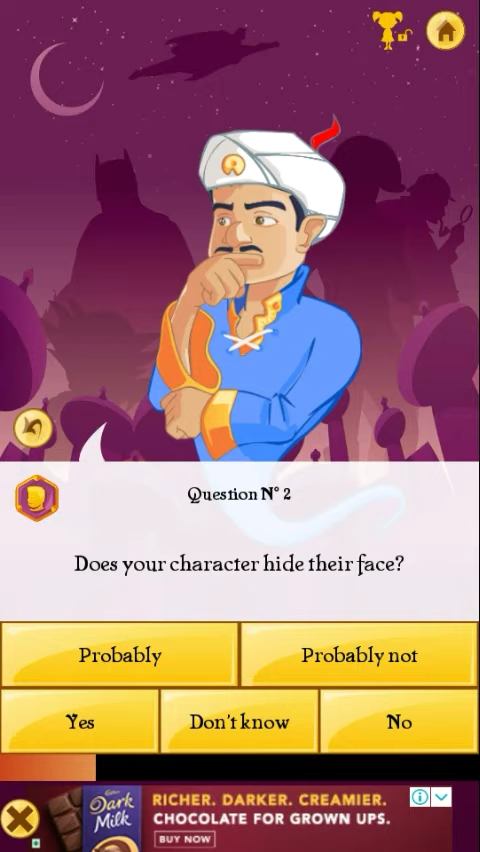 Question N° 2
Does your character hide their face?
Probably
Probably not
Yes
Don't know
No
Cadbury
Dark
Milk
RICHER. DARKER. CREAMIER.
CHOCOLATE FOR GROWN UPS.
BUY NOW